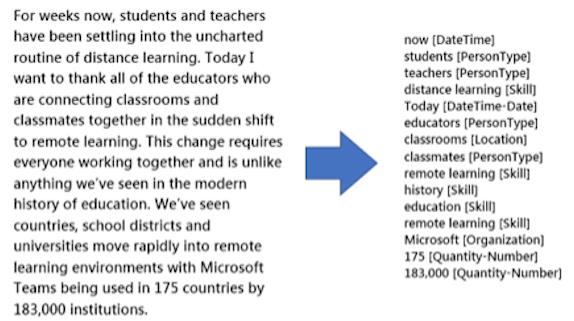 For weeks now, students and teachers
have been settling into the uncharted
routine of distance learning. Today I
want to thank all of the educators who
are connecting classrooms and
classmates together in the sudden shift
to remote learning. This change requires
everyone working together and is unlike
anything we've seen in the modern
history of education. We've seen
countries, school districts and
universities move rapidly into remote
learning environments with Microsoft
Teams being used in 175 countries by
183,000 institutions.
now [DateTime]
students [PersonType]
teachers [PersonType]
distance learning [Skill]
Today [DateTime-Date]
educators [PersonType]
classrooms [Location]
classmates [PersonType]
remote learning [Skill]
history [Skill]
education [Skill]
remote learning [Skill]
Microsoft [Organization]
175 [Quantity-Number]
183,000 [Quantity-Number]